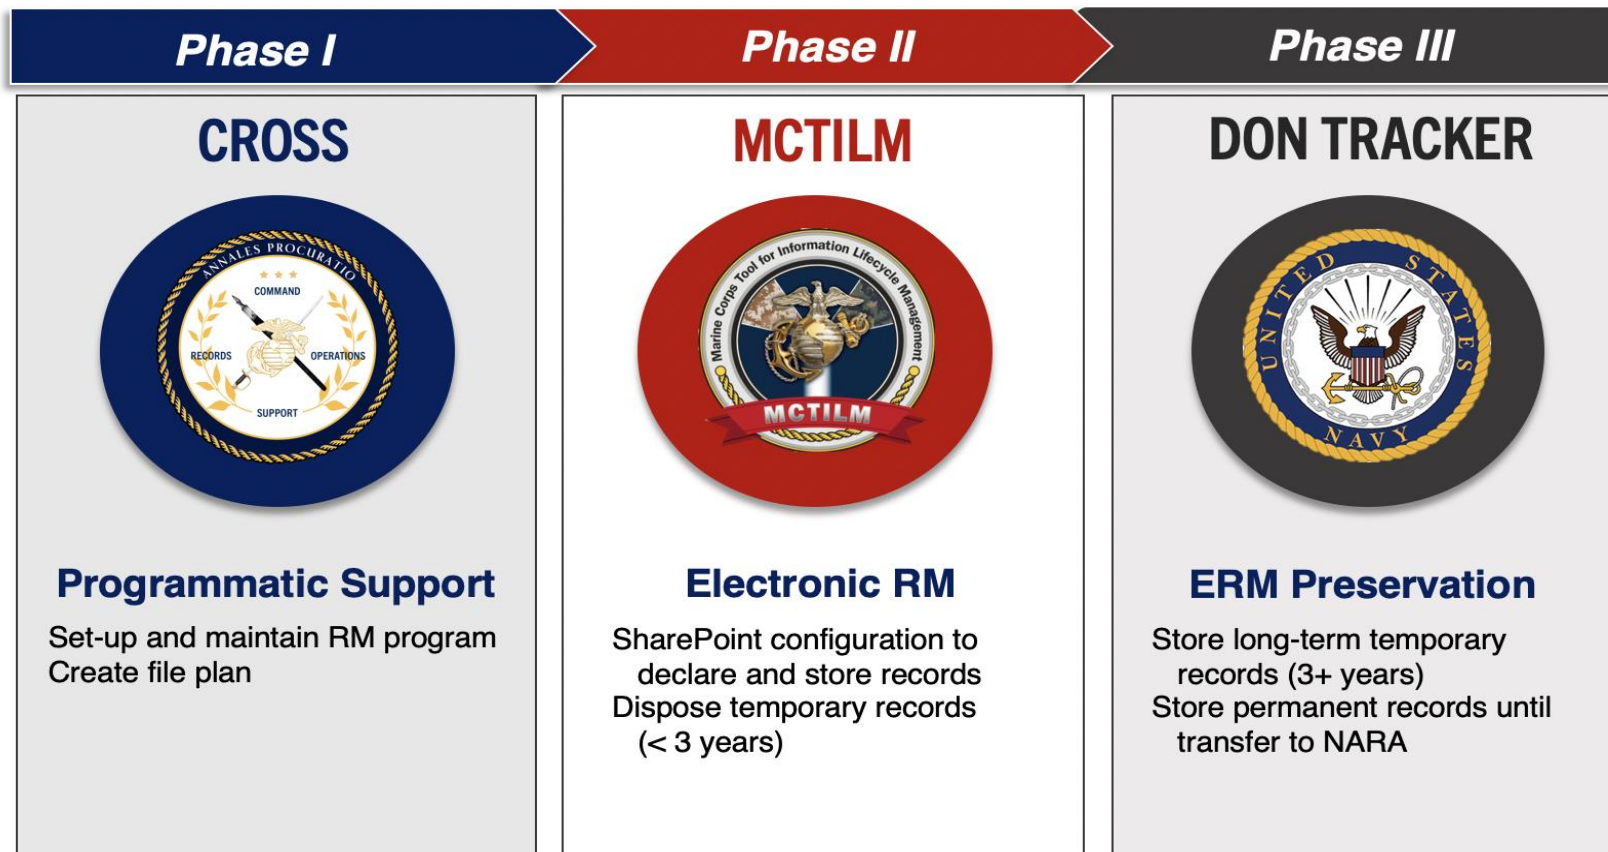 Phase I
Phase II
Phase III
CROSS
ANNALES PROCURATIO
COMMAND
RECORDS
OPERATIONS
SUPPORT
Programmatic Support
Set-up and maintain RM program
Create file plan
MCTILM
Marine Corps Tool for Information Lifecycle Management
MCTILM
Electronic RM
SharePoint configuration to
declare and store records
Dispose temporary records
(< 3 years)
DON TRACKER
UNITED STATES
NAVY
ERM Preservation
Store long-term temporary
records (3+ years)
Store permanent records until
transfer to NARA